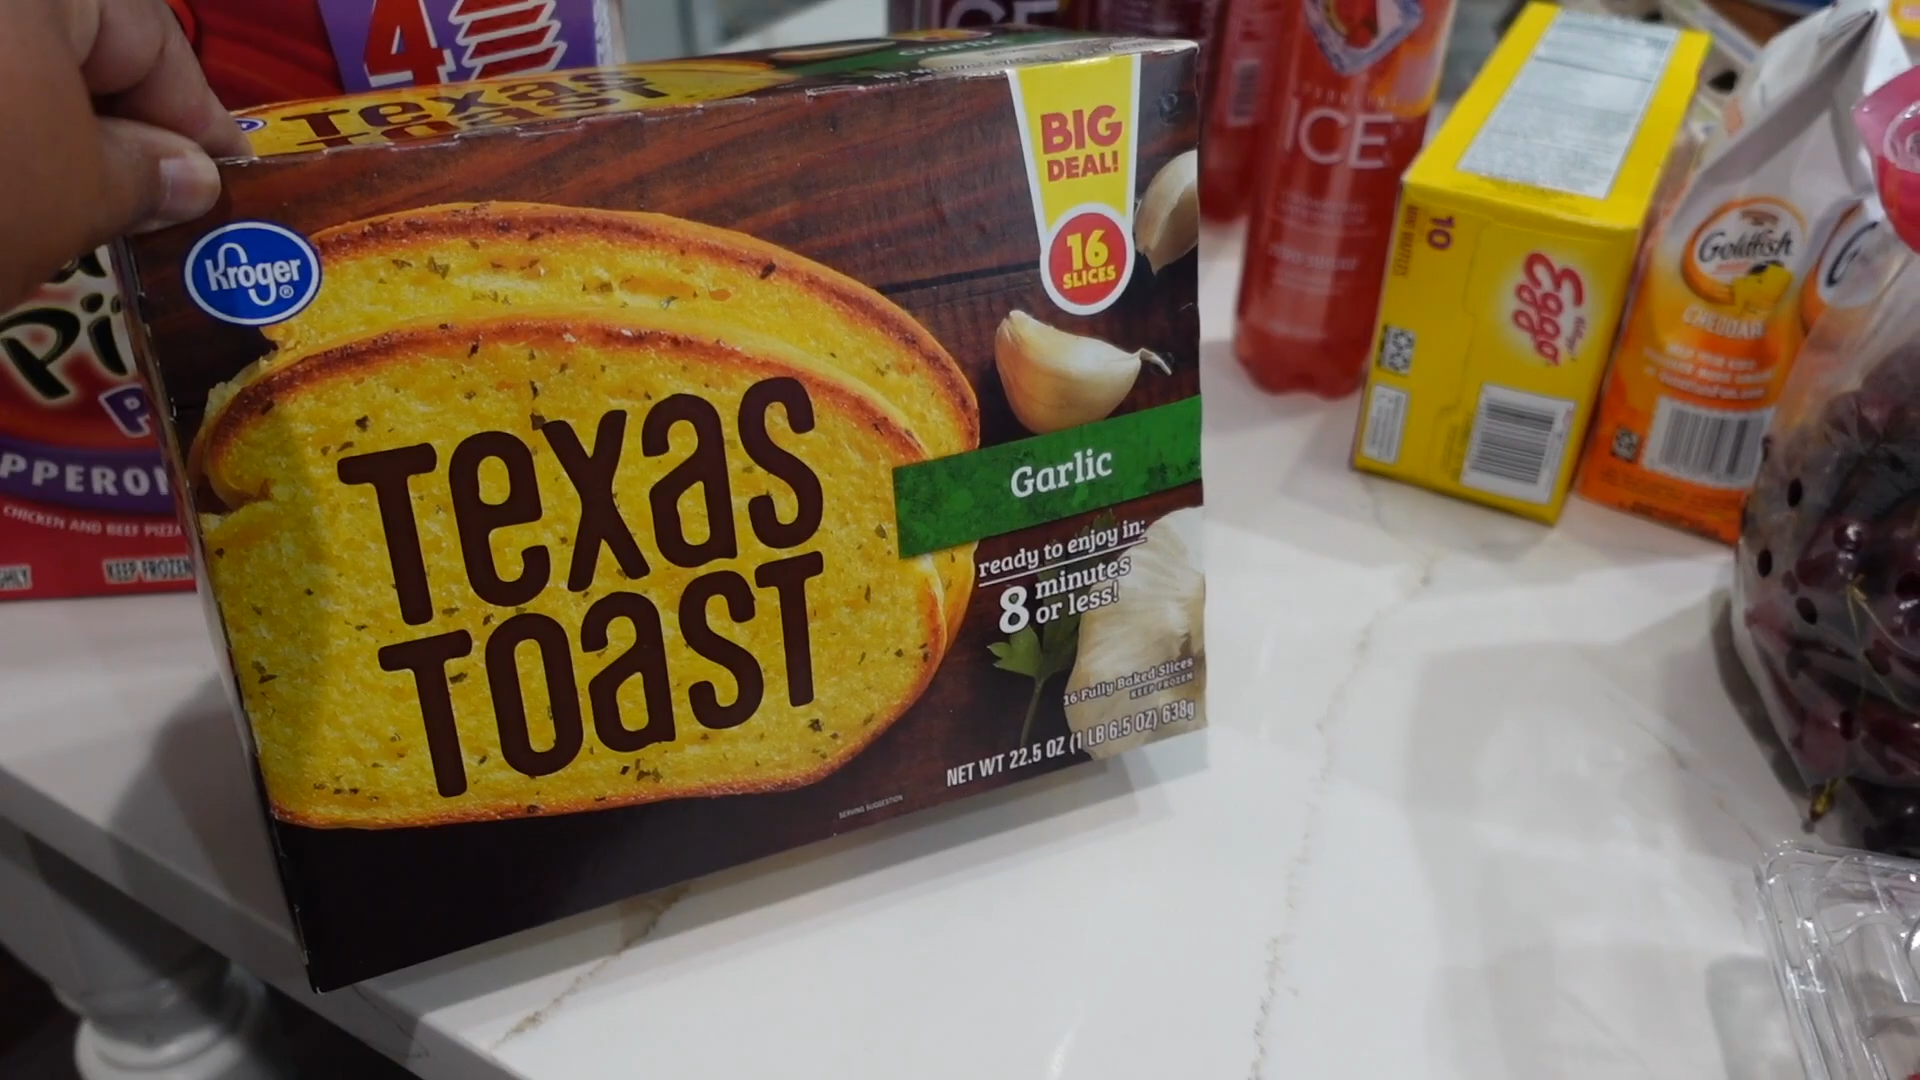 4
ICE
TEXAS
TOAST
Kroger®
BIG
DEAL!
16
SLICES
TEXAS
TOAST
Garlic
ready to enjoy in:
8 minutes
or less!
16 Fully Baked Slices
KEEP FROZEN
NET WT 22.5 OZ (1 LB 6.5 OZ) 638g
SERVING SUGGESTION
CHICKEN AND BEEF PIZZA
KEEP FROZEN
ICE
10
Eggo
Goldfish
CHEDDAR